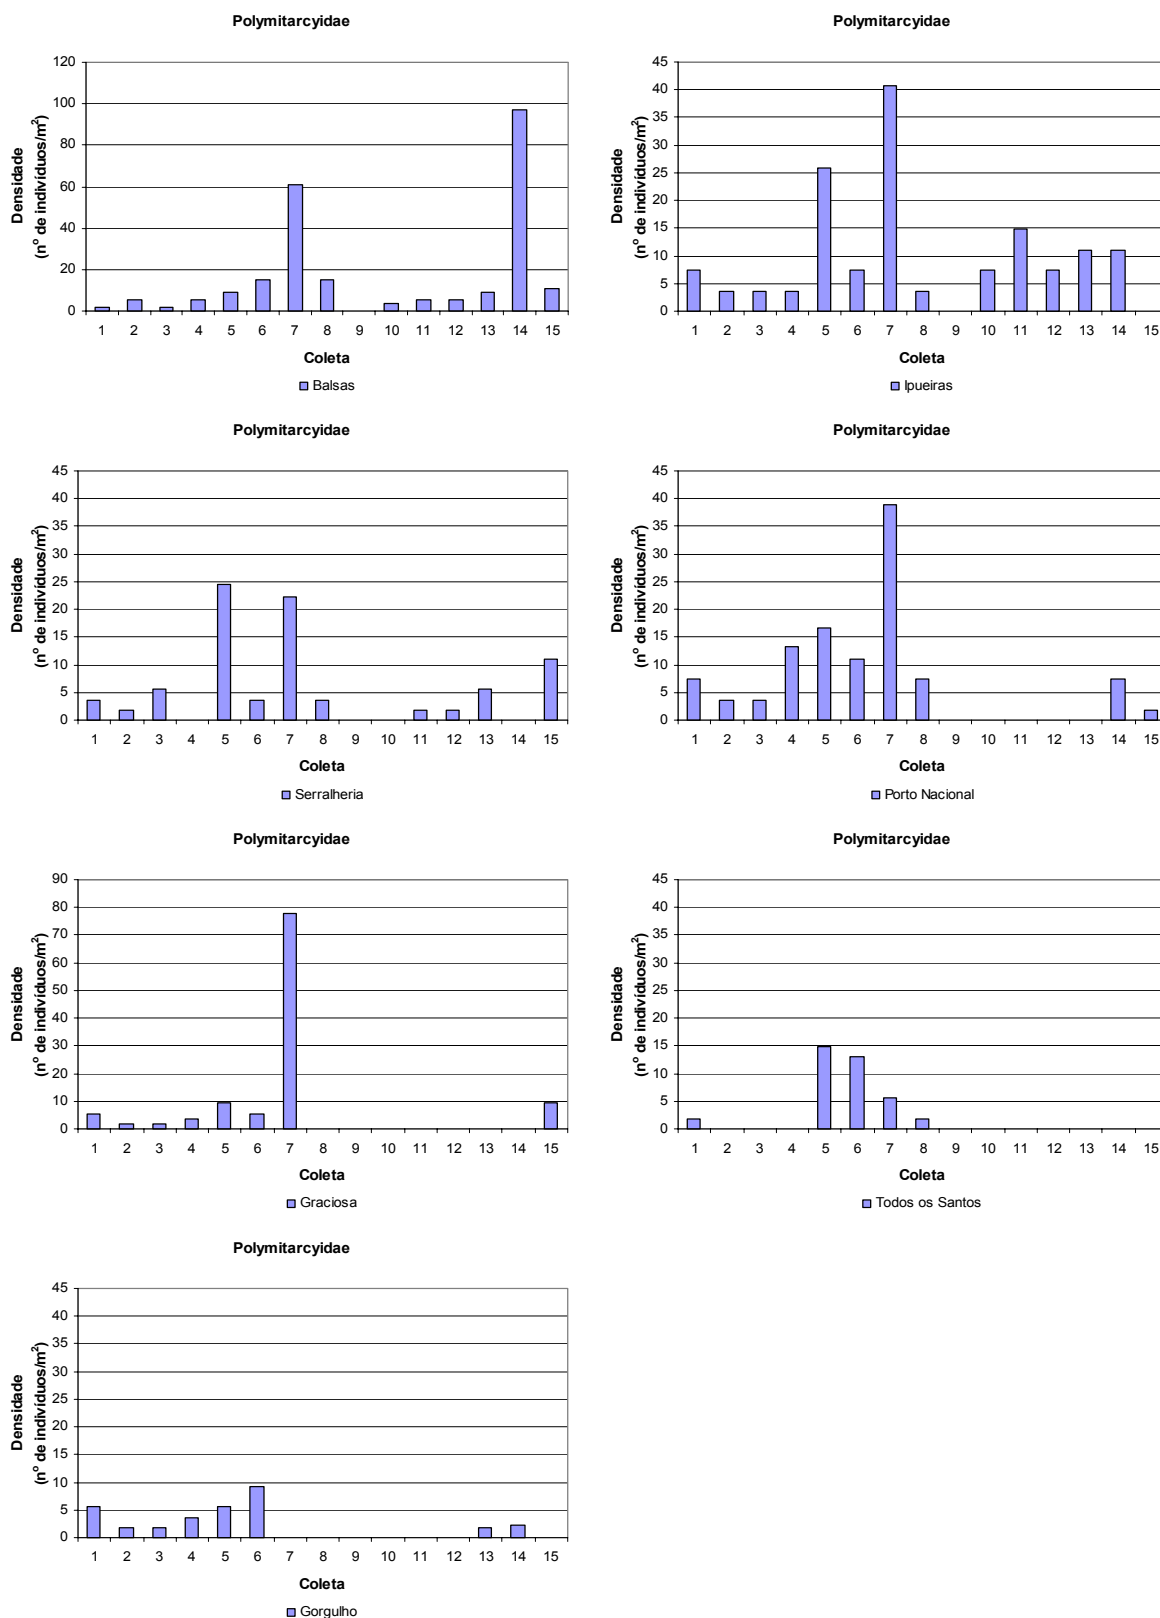 Polymitarcyidae
Densidade
(nº de indivíduos/m²)
120
100
80
60
40
20
0
1 2 3 4 5 6 7 8 9 10 11 12 13 14 15
Coleta
Balsas
Polymitarcyidae
Densidade
(nº de indivíduos/m²)
45
40
35
30
25
20
15
10
5
0
1 2 3 4 5 6 7 8 9 10 11 12 13 14 15
Coleta
Ipueiras
Polymitarcyidae
Densidade
(nº de indivíduos/m²)
45
40
35
30
25
20
15
10
5
0
1 2 3 4 5 6 7 8 9 10 11 12 13 14 15
Coleta
Serralheria
Polymitarcyidae
Densidade
(nº de indivíduos/m²)
45
40
35
30
25
20
15
10
5
0
1 2 3 4 5 6 7 8 9 10 11 12 13 14 15
Coleta
Porto Nacional
Polymitarcyidae
Densidade
(nº de indivíduos/m²)
90
80
70
60
50
40
30
20
10
0
1 2 3 4 5 6 7 8 9 10 11 12 13 14 15
Coleta
Graciosa
Polymitarcyidae
Densidade
(nº de indivíduos/m²)
45
40
35
30
25
20
15
10
5
0
1 2 3 4 5 6 7 8 9 10 11 12 13 14 15
Coleta
Todos os Santos
Polymitarcyidae
Densidade
(nº de indivíduos/m²)
45
40
35
30
25
20
15
10
5
0
1 2 3 4 5 6 7 8 9 10 11 12 13 14 15
Coleta
Gorgulho